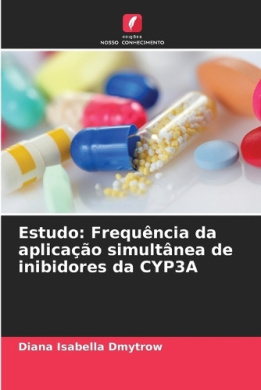 edições
NOSSO CONHECIMENTO
Estudo: Frequência da
aplicação simultânea de
inibidores da CYP3A
Diana Isabella Dmytrow